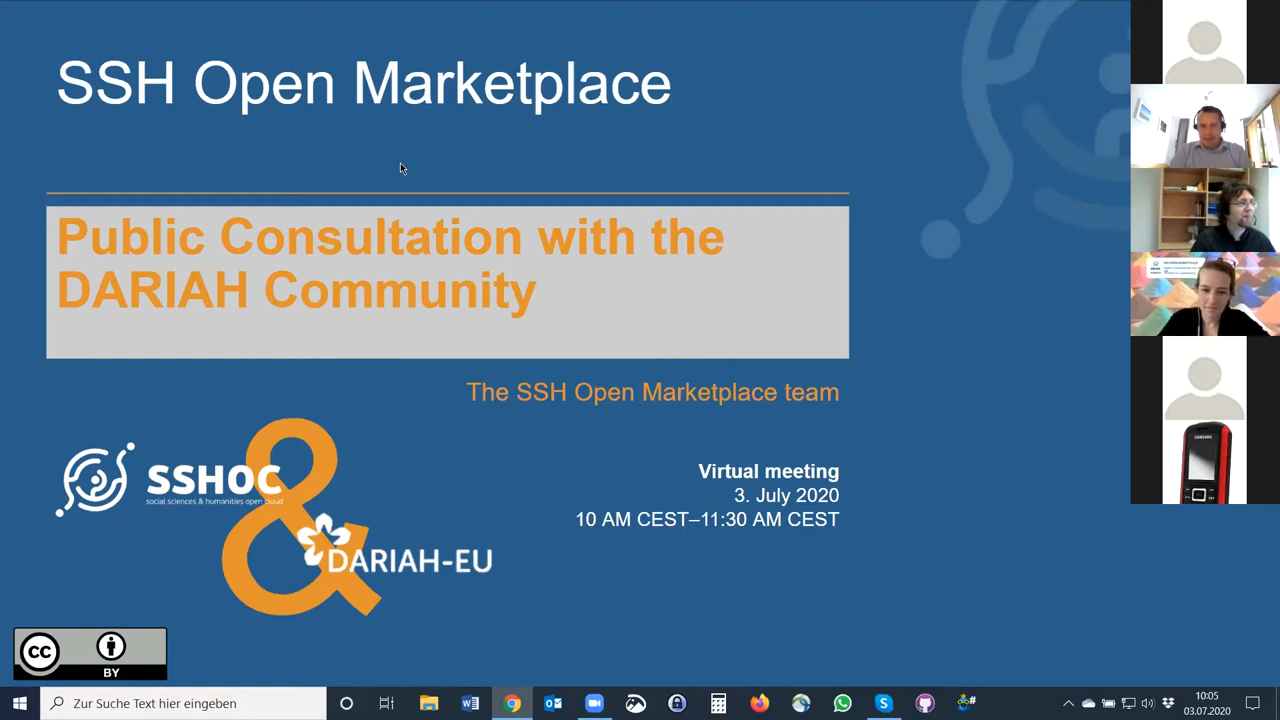 SSH Open Marketplace
Public Consultation with the
DARIAH Community
The SSH Open Marketplace team
SSHOC
social sciences & humanities open cloud
&
DARIAH-EU
Virtual meeting
3. July 2020
10 AM CEST–11:30 AM CEST
CC
BY
SAMSUNG
Zur Suche Text hier eingeben
10:05
03.07.2020